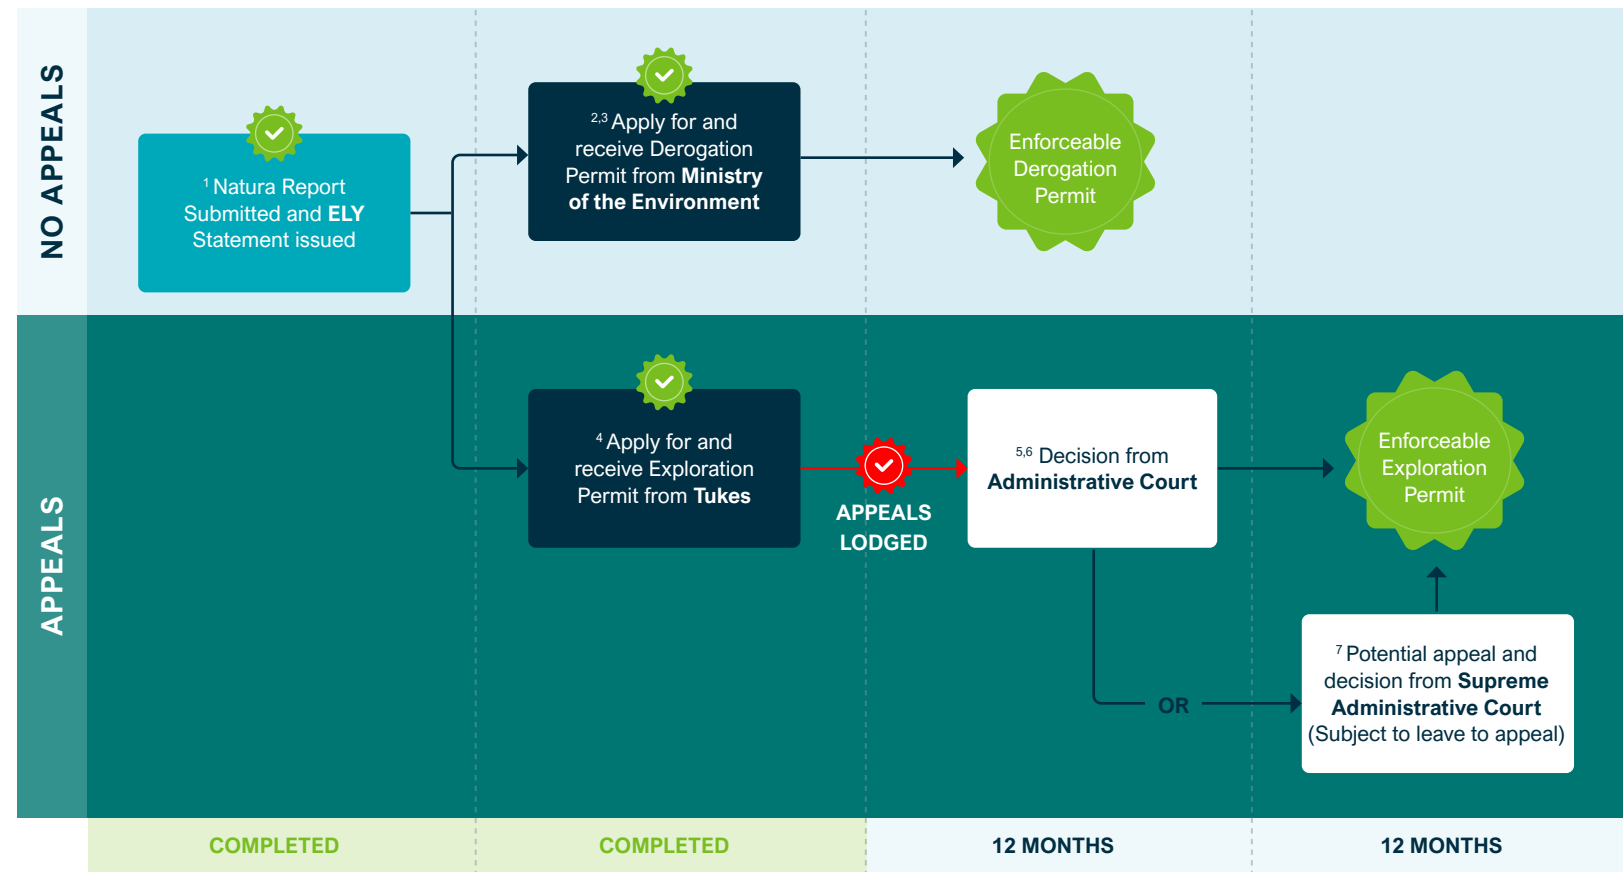 NO APPEALS
1 Natura Report
Submitted and ELY
Statement issued
2,3 Apply for and
receive Derogation
Permit from Ministry
of the Environment
Enforceable
Derogation
Permit
APPEALS
4 Apply for and
receive Exploration
Permit from Tukes
APPEALS
LODGED
5,6 Decision from
Administrative Court
Enforceable
Exploration
Permit
OR
7 Potential appeal and
decision from Supreme
Administrative Court
(Subject to leave to appeal)
COMPLETED
COMPLETED
12 MONTHS
12 MONTHS